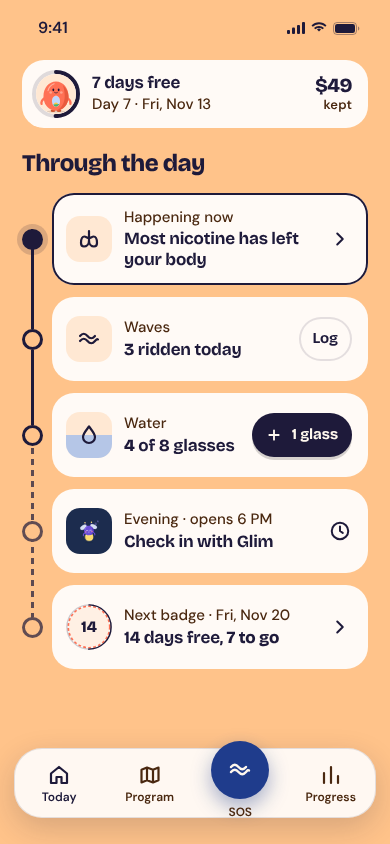 9:41
7 days free
Day 7 · Fri, Nov 13
$49
kept
Through the day
Happening now
Most nicotine has left
your body
Waves
3 ridden today
Log
Water
4 of 8 glasses
+ 1 glass
Evening · opens 6 PM
Check in with Glim
14
Next badge · Fri, Nov 20
14 days free, 7 to go
Today
Program
SOS
Progress